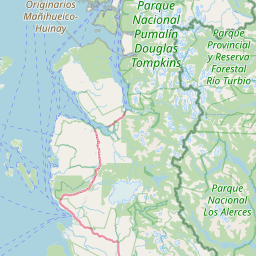 Originarios
Mañihueico-
Huinay
Parque
Nacional
Pumalín
Douglas
Tompkins
Parque
Provincial
y Reserva
Forestal
Río Turbio
Parque
Nacional
Los Alerces